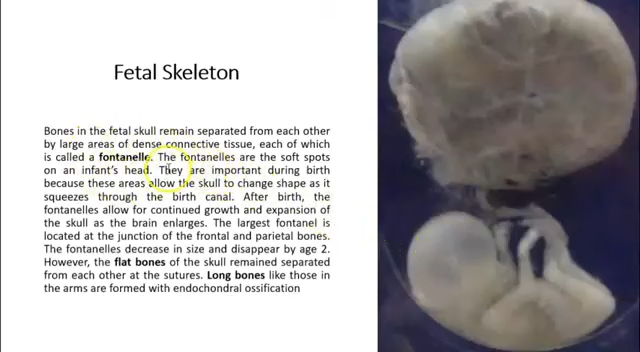 Fetal Skeleton
Bones in the fetal skull remain separated from each other
by large areas of dense connective tissue, each of which
is called a fontanelle. The fontanelles are the soft spots
on an infant's head. They are important during birth
because these areas allow the skull to change shape as it
squeezes through the birth canal. After birth, the
fontanelles allow for continued growth and expansion of
the skull as the brain enlarges. The largest fontanel is
located at the junction of the frontal and parietal bones.
The fontanelles decrease in size and disappear by age 2.
However, the flat bones of the skull remained separated
from each other at the sutures. Long bones like those in
the arms are formed with endochondral ossification